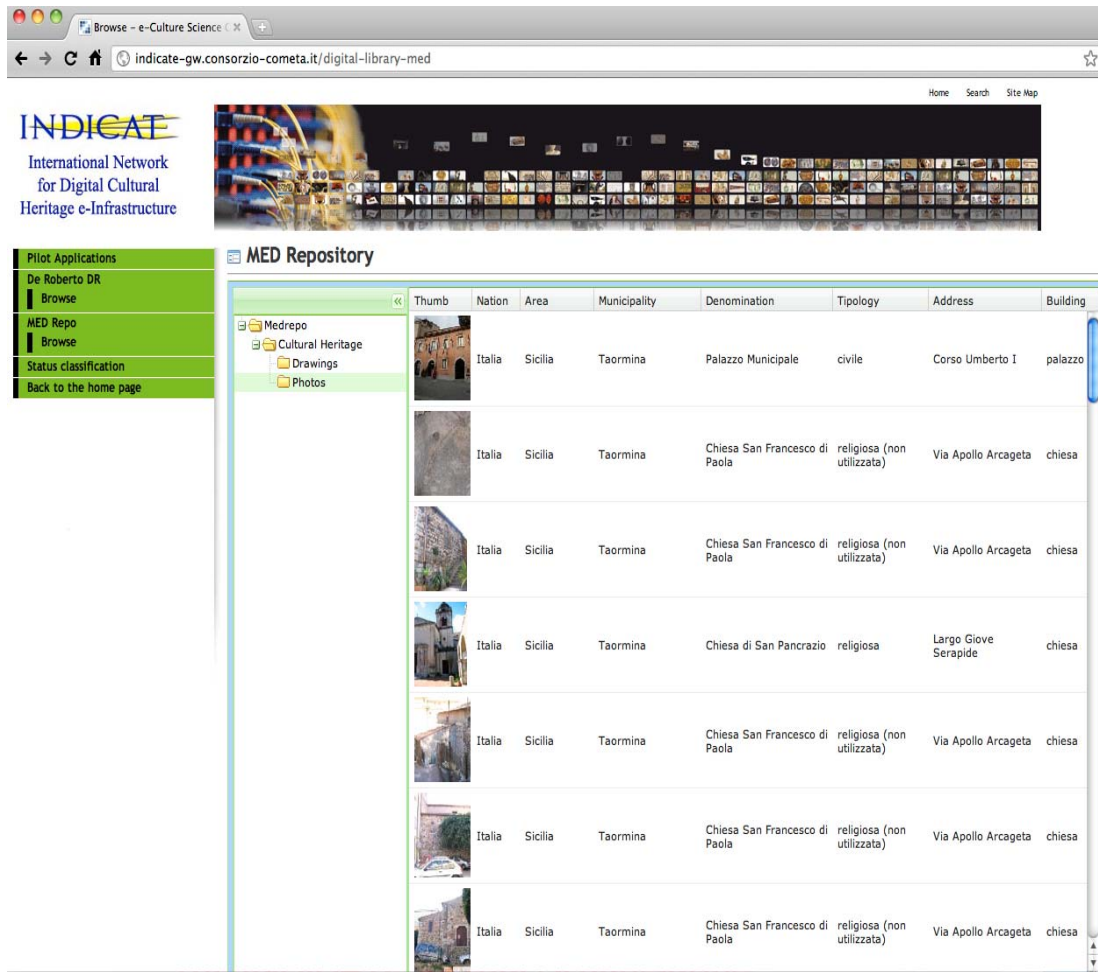 Browse – e-Culture Science
indicate-gw.consorzio-cometa.it/digital-library-med
Home Search Site Map
INDICATE
International Network
for Digital Cultural
Heritage e-Infrastructure
Pilot Applications
De Roberto DR
Browse
MED Repo
Browse
Status classification
Back to the home page
MED Repository
Medrepo
Cultural Heritage
Drawings
Photos
Thumb Nation Area Municipality Denomination Tipology Address Building
Italia Sicilia Taormina Palazzo Municipale civile Corso Umberto I palazzo
Italia Sicilia Taormina Chiesa San Francesco di Paola religiosa (non utilizzata) Via Apollo Arcageta chiesa
Italia Sicilia Taormina Chiesa San Francesco di Paola religiosa (non utilizzata) Via Apollo Arcageta chiesa
Italia Sicilia Taormina Chiesa di San Pancrazio religiosa Largo Giove Serapide chiesa
Italia Sicilia Taormina Chiesa San Francesco di Paola religiosa (non utilizzata) Via Apollo Arcageta chiesa
Italia Sicilia Taormina Chiesa San Francesco di Paola religiosa (non utilizzata) Via Apollo Arcageta chiesa
Italia Sicilia Taormina Chiesa San Francesco di Paola religiosa (non utilizzata) Via Apollo Arcageta chiesa